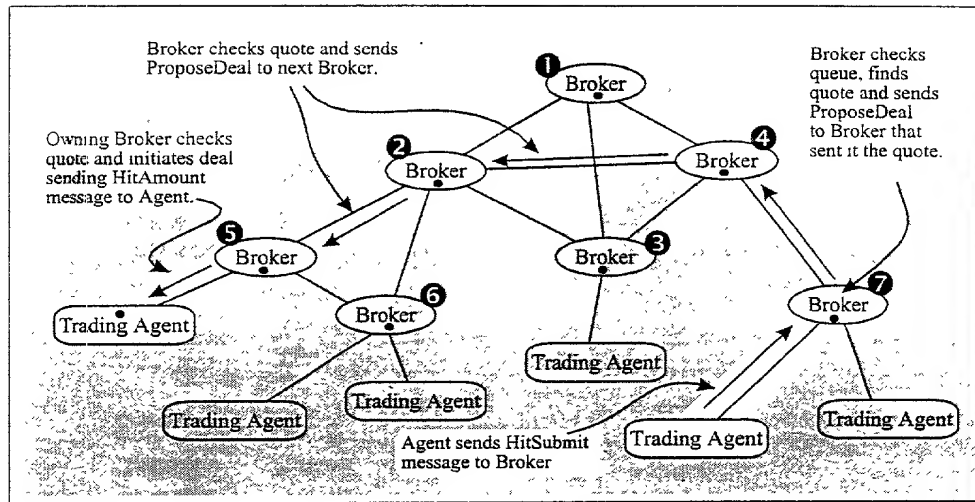 Broker checks quote and sends
ProposeDeal to next Broker.
1
Broker
Broker checks
queue, finds
quote and sends
ProposeDeal
to Broker that
sent it the quote.
Owning Broker checks
quote and initiates deal
sending HitAmount
message to Agent.
2
Broker
4
Broker
5
Broker
3
Broker
6
Broker
7
Broker
Trading Agent
Trading Agent
Trading Agent
Trading Agent
Trading Agent
Trading Agent
Agent sends HitSubmit
message to Broker